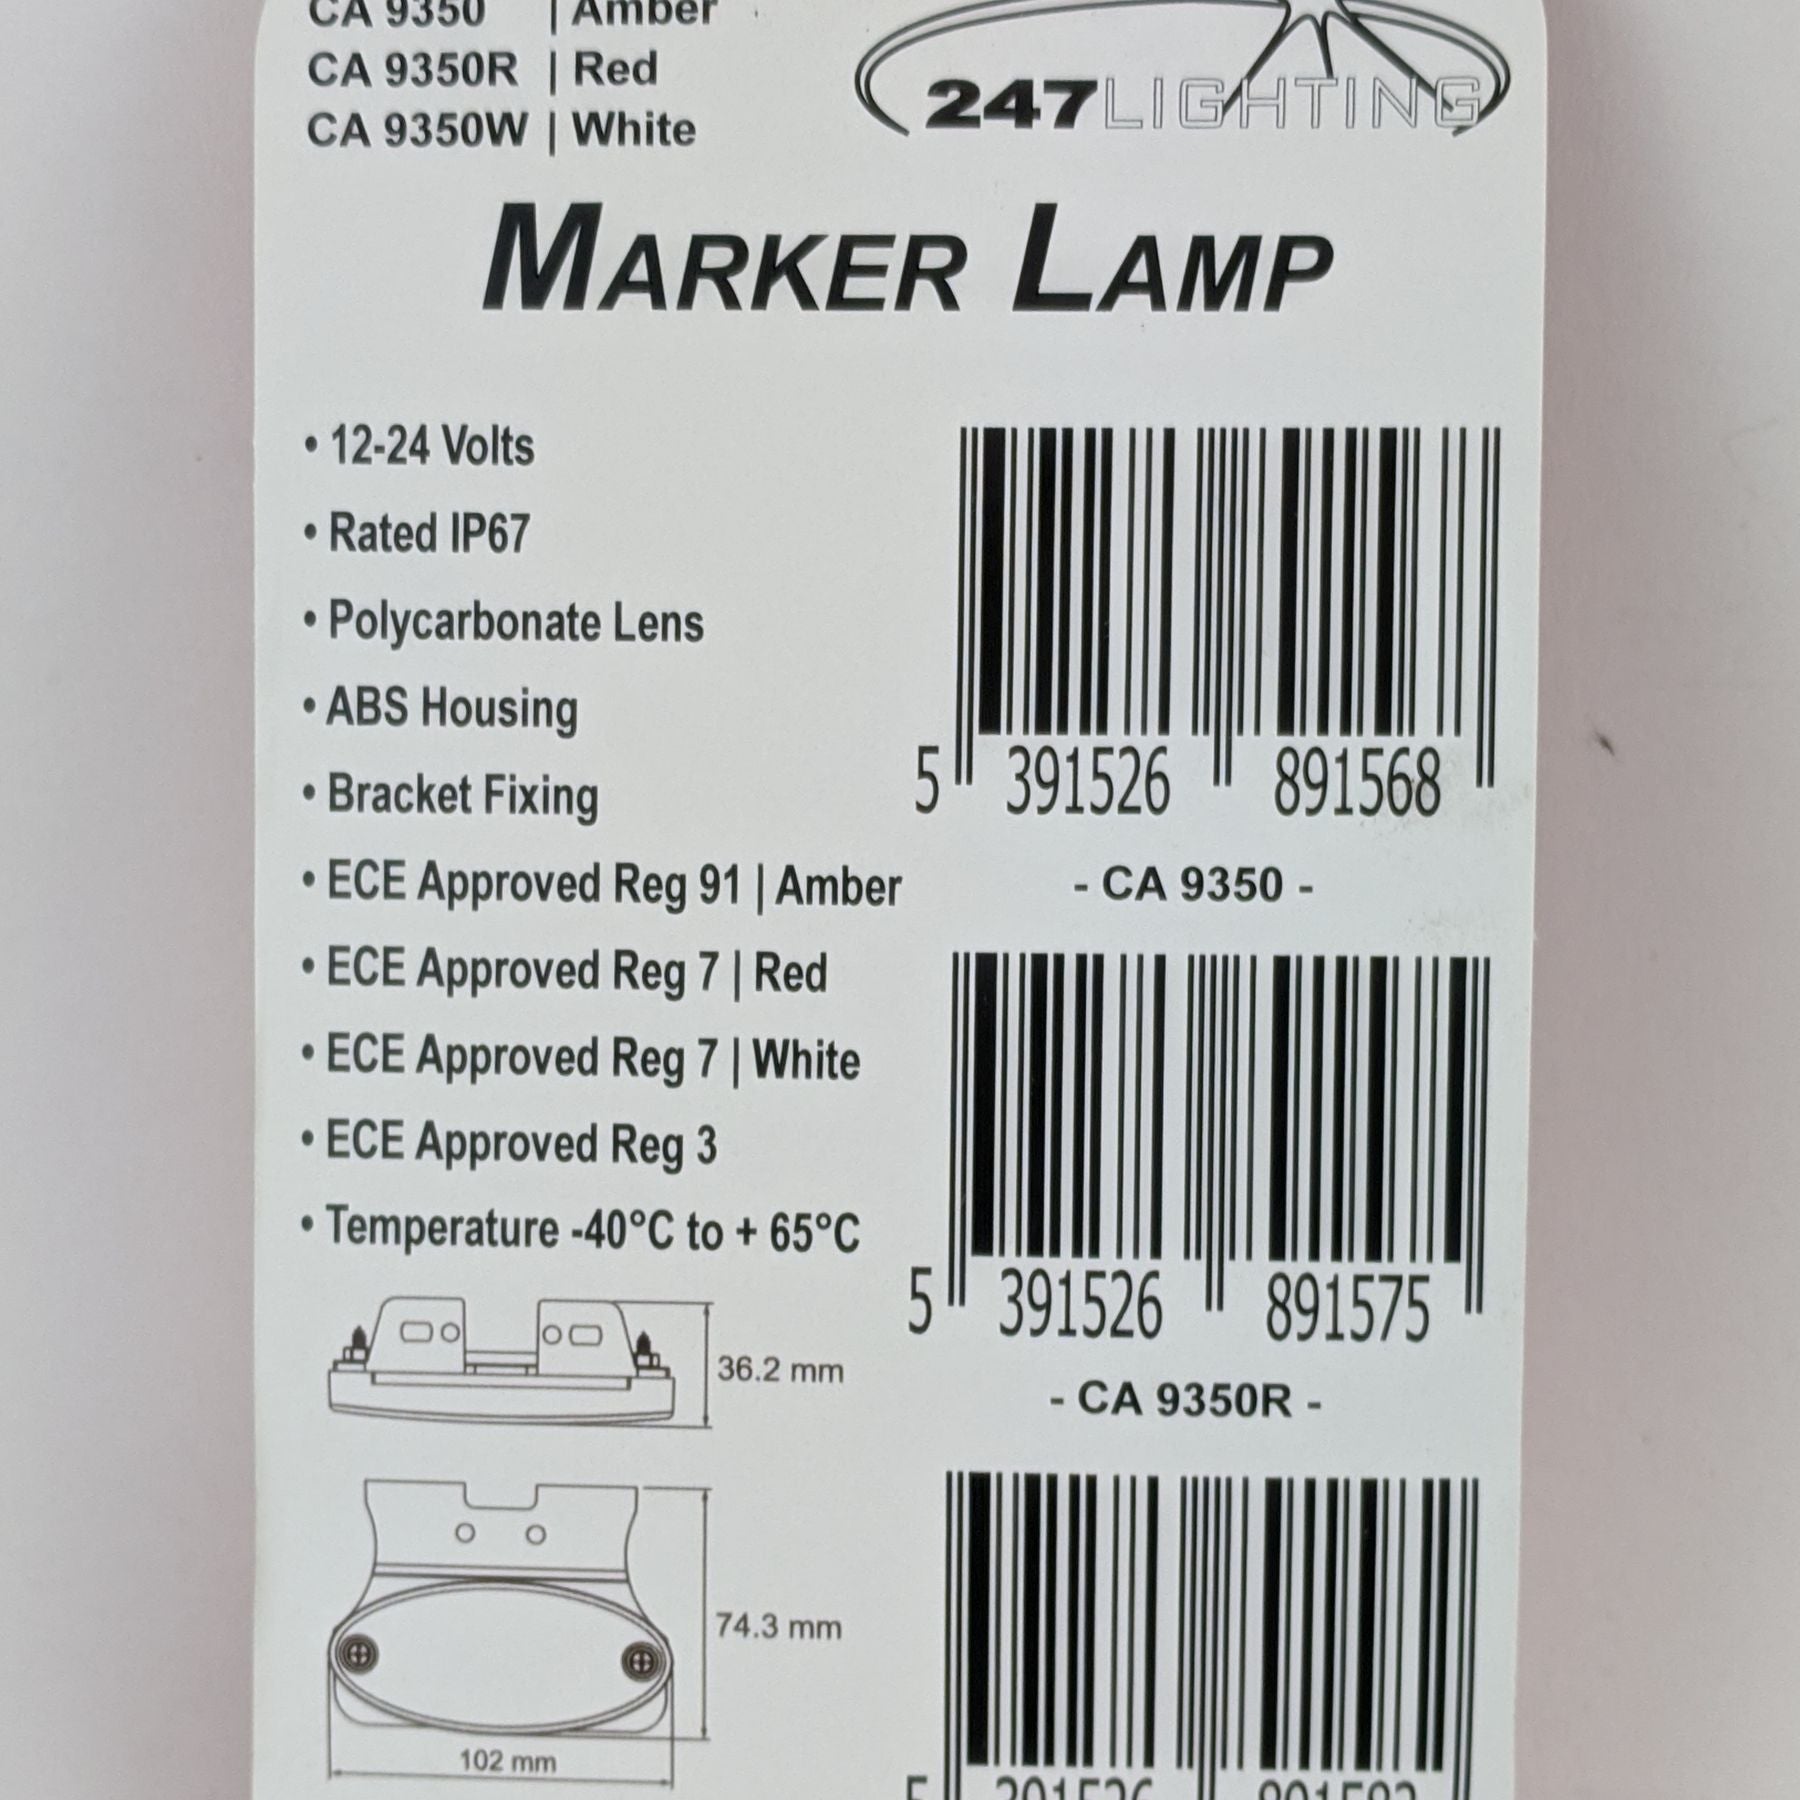 CA 9350 | Amber
CA 9350R | Red
CA 9350W | White
247LIGHTING
MARKER LAMP
• 12-24 Volts
• Rated IP67
• Polycarbonate Lens
• ABS Housing
• Bracket Fixing
• ECE Approved Reg 91 | Amber
• ECE Approved Reg 7 | Red
• ECE Approved Reg 7 | White
• ECE Approved Reg 3
• Temperature -40°C to + 65°C
36.2 mm
74.3 mm
102 mm
5 391526 891568
- CA 9350 -
5 391526 891575
- CA 9350R -
5 391526